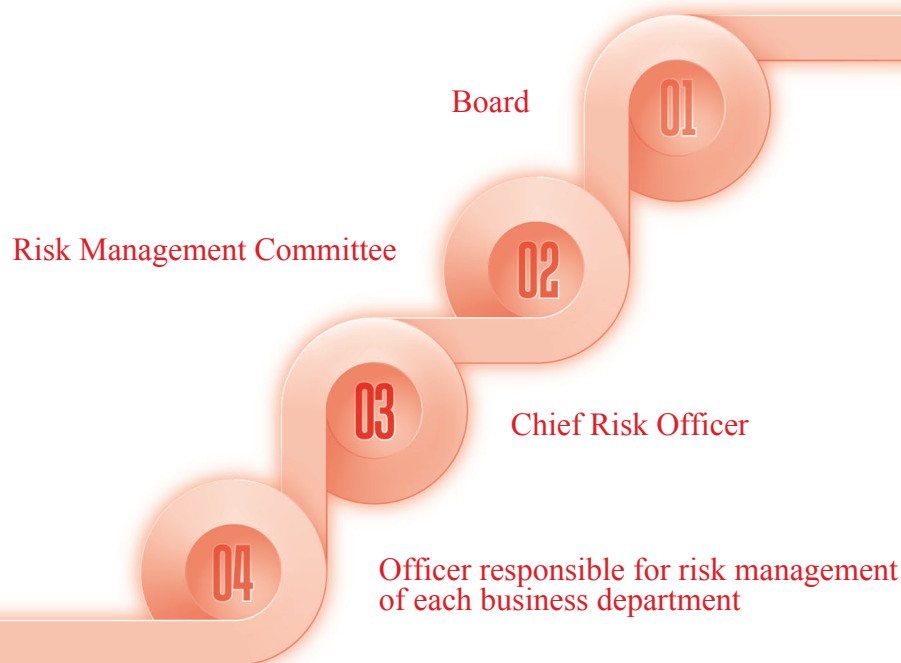 01
Board
02
Risk Management Committee
03
Chief Risk Officer
04
Officer responsible for risk management
of each business department